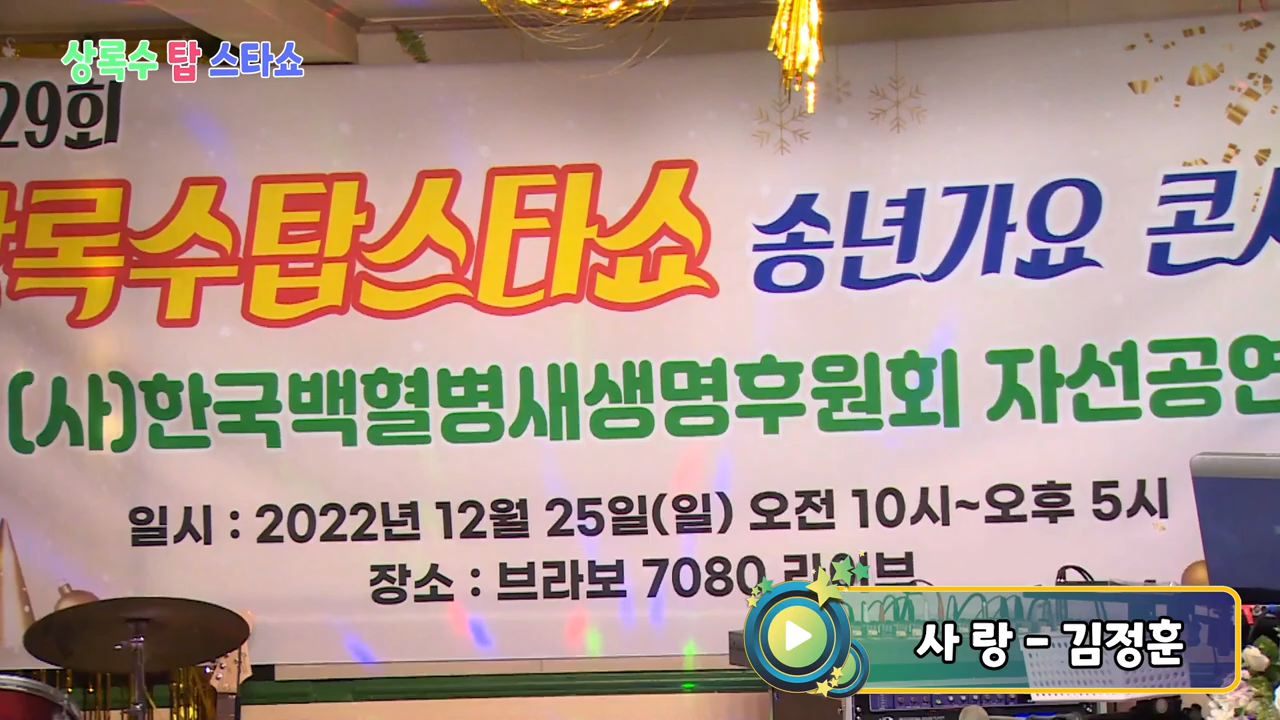 상록수 탑 스타쇼
29회
록수탑스타쇼 송년가요
(사)한국백혈병새생명후원회 자선공연
일시 : 2022년 12월 25일(일) 오전 10시~오후 5시
장소 : 브라보 7080 라이브
사 랑 - 김정훈